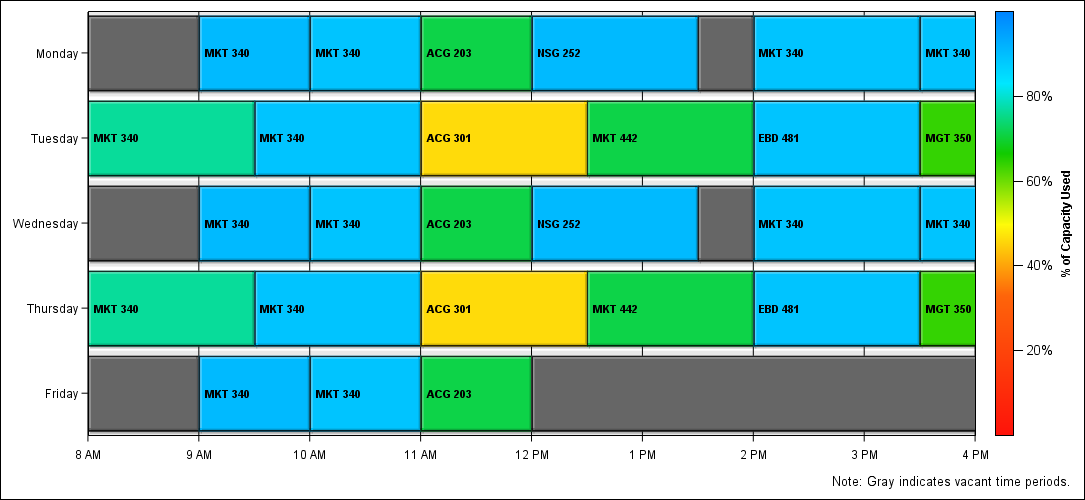 Monday MKT 340 MKT 340 ACG 203 NSG 252 MKT 340 MKT 340
80%
Tuesday MKT 340 MKT 340 ACG 301 MKT 442 EBD 481 MGT 350
60%
Wednesday MKT 340 MKT 340 ACG 203 NSG 252 MKT 340 MKT 340
% of Capacity Used
40%
Thursday MKT 340 MKT 340 ACG 301 MKT 442 EBD 481 MGT 350
20%
Friday MKT 340 MKT 340 ACG 203
8 AM 9 AM 10 AM 11 AM 12 PM 1 PM 2 PM 3 PM 4 PM
Note: Gray indicates vacant time periods.